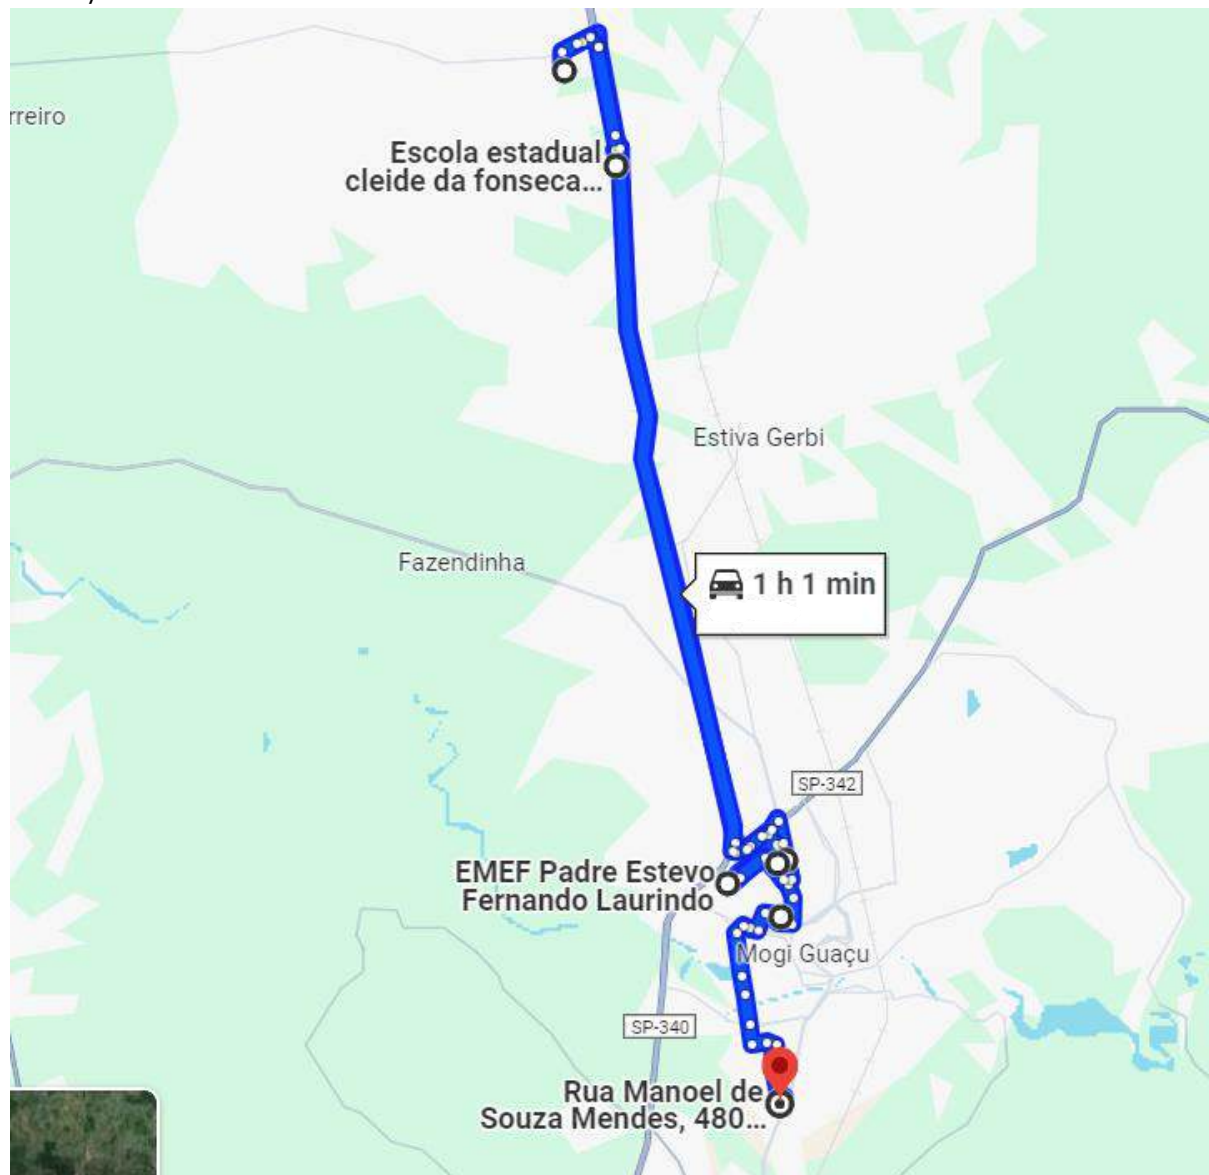 rreiro
Escola estadual
cleide da fonseca...
Estiva Gerbi
Fazendinha
1 h 1 min
SP-342
EMEF Padre Estevo
Fernando Laurindo
Mogi Guaçu
SP-340
Rua Manoel de
Souza Mendes, 480...